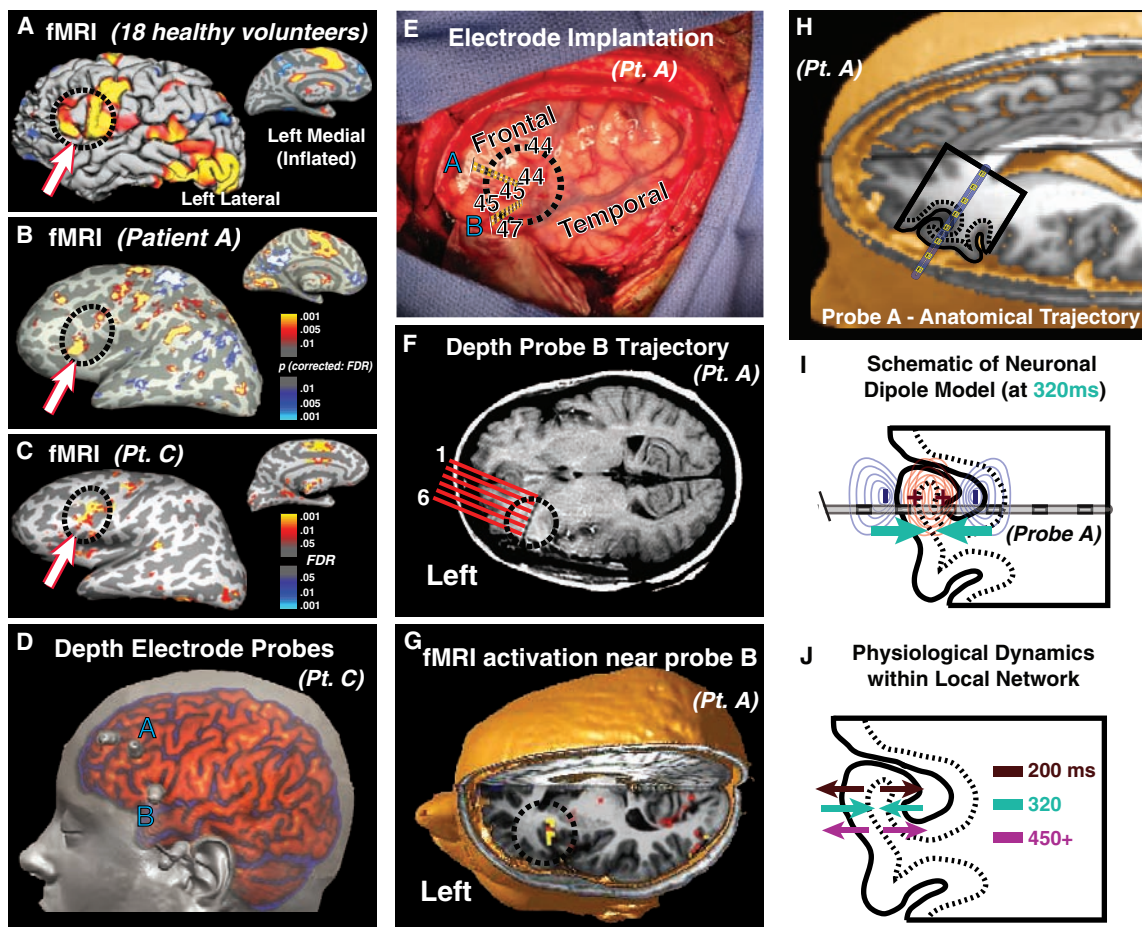 A fMRI (18 healthy volunteers)
Left Medial
(Inflated)
Left Lateral
B fMRI (Patient A)
.001
.005
.01
p (corrected: FDR)
.01
.005
.001
C fMRI (Pt. C)
.001
.01
.05
FDR
.05
.01
.001
D Depth Electrode Probes
(Pt. C)
A
B
E Electrode Implantation
(Pt. A)
Frontal
44
A
44
45
45
B
47
Temporal
F Depth Probe B Trajectory
(Pt. A)
1
6
Left
G fMRI activation near probe B
(Pt. A)
Left
H
(Pt. A)
Probe A - Anatomical Trajectory
I Schematic of Neuronal
Dipole Model (at 320ms)
- + + -
(Probe A)
J Physiological Dynamics
within Local Network
200 ms
320
450+